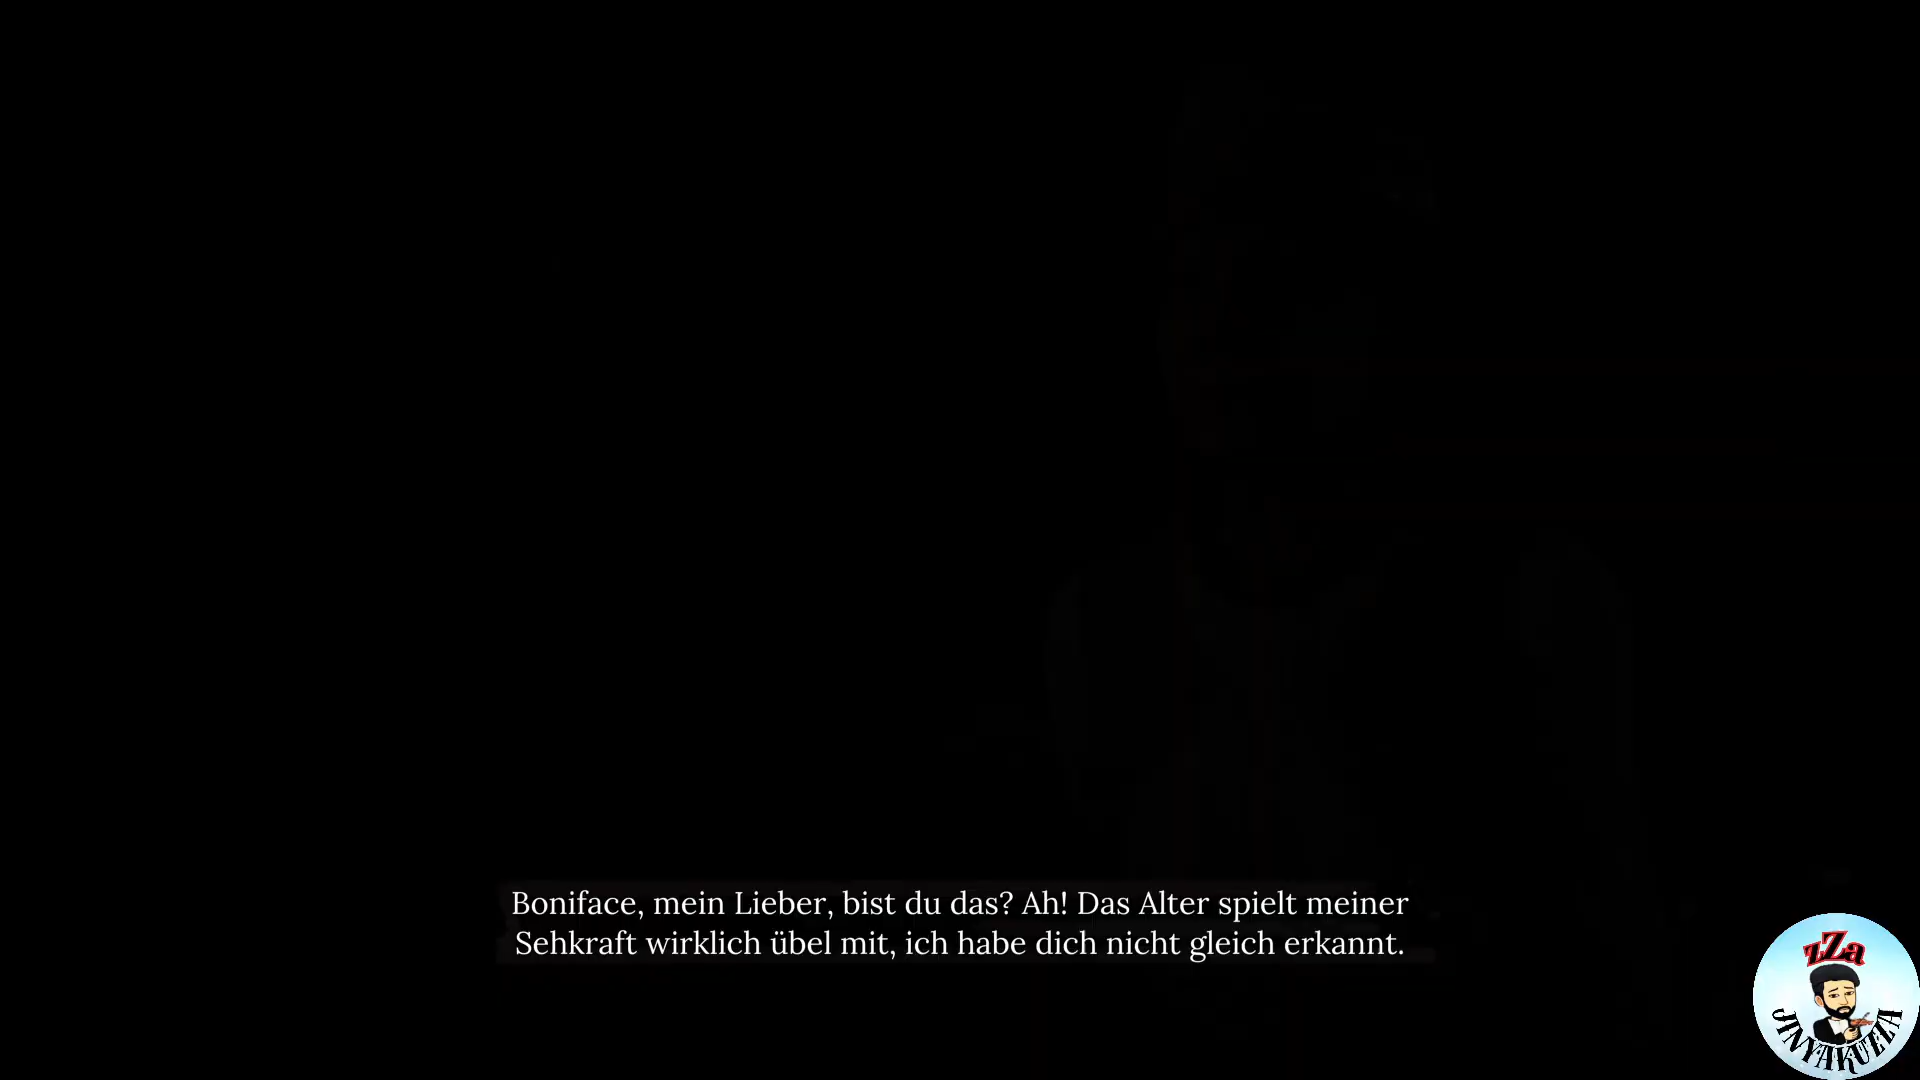 Boniface, mein Lieber, bist du das? Ah! Das Alter spielt meiner
Sehkraft wirklich übel mit, ich habe dich nicht gleich erkannt.
zZa
JINYAKUZZA